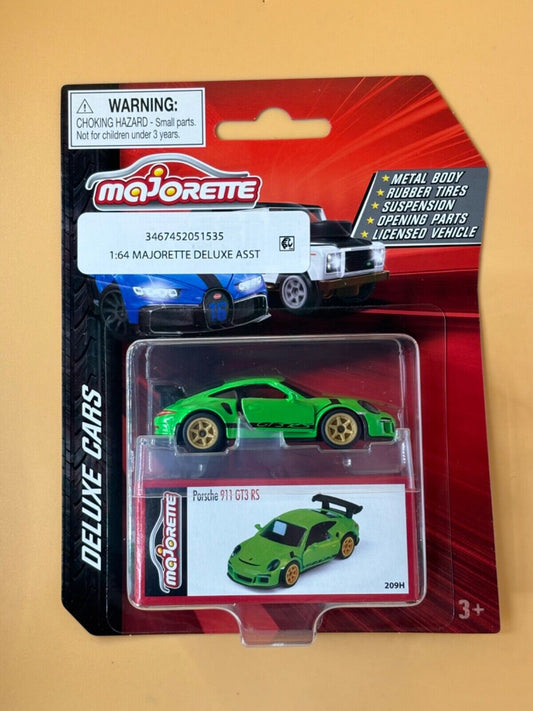 WARNING:
CHOKING HAZARD - Small parts.
Not for children under 3 years.
majorette
★ METAL BODY
★ RUBBER TIRES
★ SUSPENSION
★ OPENING PARTS
★ LICENSED VEHICLE
3467452051535
1:64 MAJORETTE DELUXE ASST
DELUXE CARS
majorette
Porsche 911 GT3 RS
209H
3+